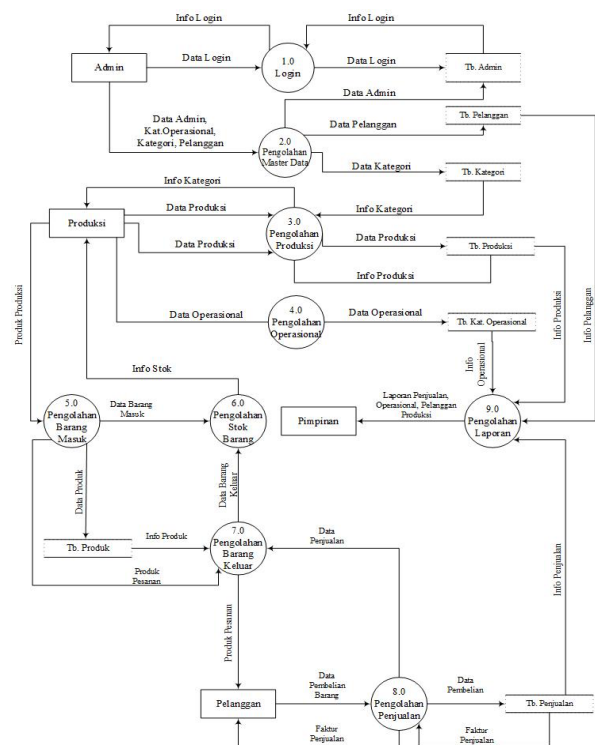 Info Login
Info Login
Admin
Data Login
1.0
Login
Data Login
Tb. Admin
Data Admin
Data Admin,
Kat.Operasional,
Kategori, Pelanggan
2.0
Pengolahan
Master Data
Data Pelanggan
Tb. Pelanggan
Data Kategori
Tb. Kategori
Info Kategori
Info Kategori
Produksi
Data Produksi
Data Produksi
3.0
Pengolahan
Produksi
Data Produksi
Tb. Produksi
Info Produksi
Data Operasional
4.0
Pengolahan
Operasional
Data Operasional
Tb. Kat. Operasional
Info Produksi
Info Pelanggan
Produk Produksi
Info
Operasional
Info Stok
5.0
Pengolahan
Barang
Masuk
Data Barang
Masuk
6.0
Pengolahan
Stok
Barang
Pimpinan
Laporan Penjualan,
Operasional, Pelanggan
Produksi
9.0
Pengolahan
Laporan
Data Produk
Data Barang
Keluar
Tb. Produk
Info Produk
7.0
Pengolahan
Barang
Keluar
Data
Penjualan
Produk
Pesanan
Info Penjualan
Produk Pesanan
Pelanggan
Data
Pembelian
Barang
8.0
Pengolahan
Penjualan
Data
Pembelian
Tb. Penjualan
Faktur
Penjualan
Faktur
Penjualan